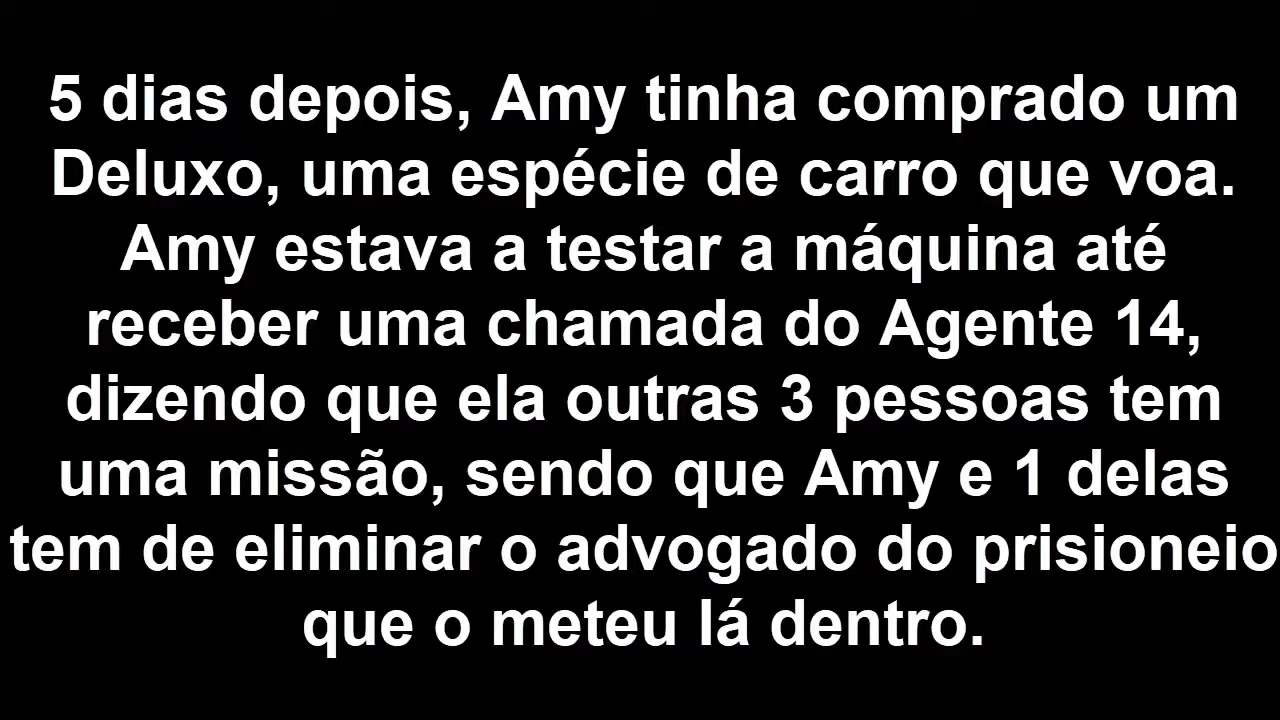 5 dias depois, Amy tinha comprado um
Deluxo, uma espécie de carro que voa.
Amy estava a testar a máquina até
receber uma chamada do Agente 14,
dizendo que ela outras 3 pessoas tem
uma missão, sendo que Amy e 1 delas
tem de eliminar o advogado do prisioneio
que o meteu lá dentro.